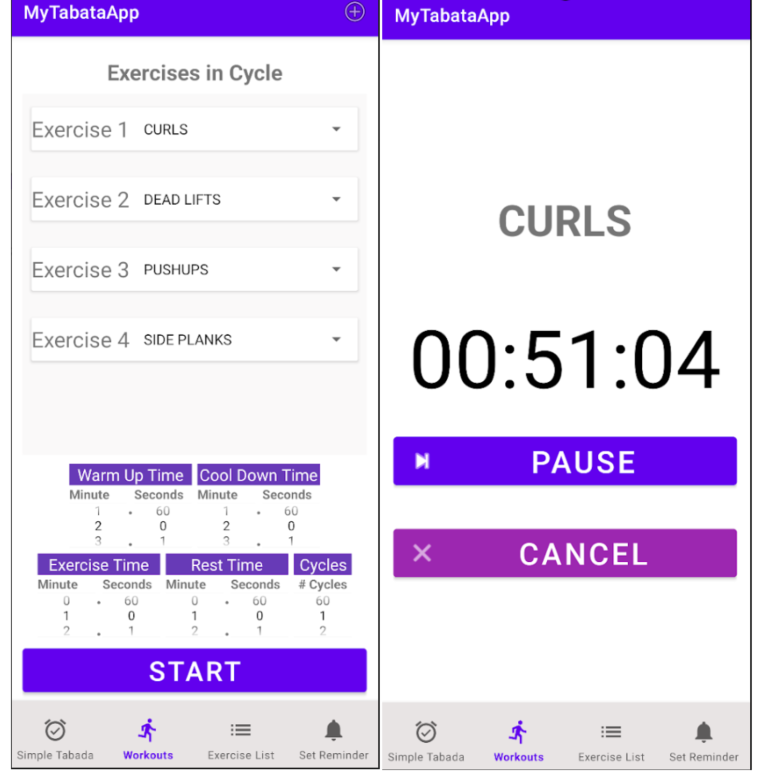 MyTabataApp
Exercises in Cycle
Exercise 1 CURLS
Exercise 2 DEAD LIFTS
Exercise 3 PUSHUPS
Exercise 4 SIDE PLANKS
Warm Up Time Cool Down Time
Minute Seconds Minute Seconds
1 . 60 1 . 60
2 0 2 0
3 . 1 3 . 1
Exercise Time Rest Time Cycles
Minute Seconds Minute Seconds # Cycles
0 . 60 0 . 60 60
1 0 1 0 1
2 . 1 2 . 1 2
START
Simple Tabada Workouts Exercise List Set Reminder
MyTabataApp
CURLS
00:51:04
PAUSE
CANCEL
Simple Tabada Workouts Exercise List Set Reminder